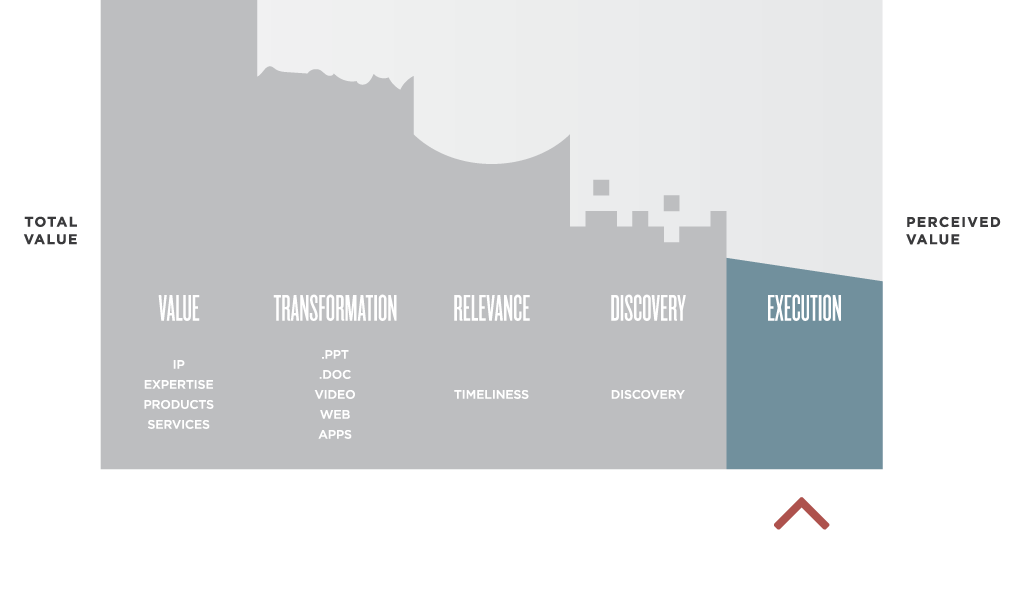 TOTAL
VALUE
PERCEIVED
VALUE
VALUE
TRANSFORMATION
RELEVANCE
DISCOVERY
EXECUTION
IP
EXPERTISE
PRODUCTS
SERVICES
.PPT
.DOC
VIDEO
WEB
APPS
TIMELINESS
DISCOVERY